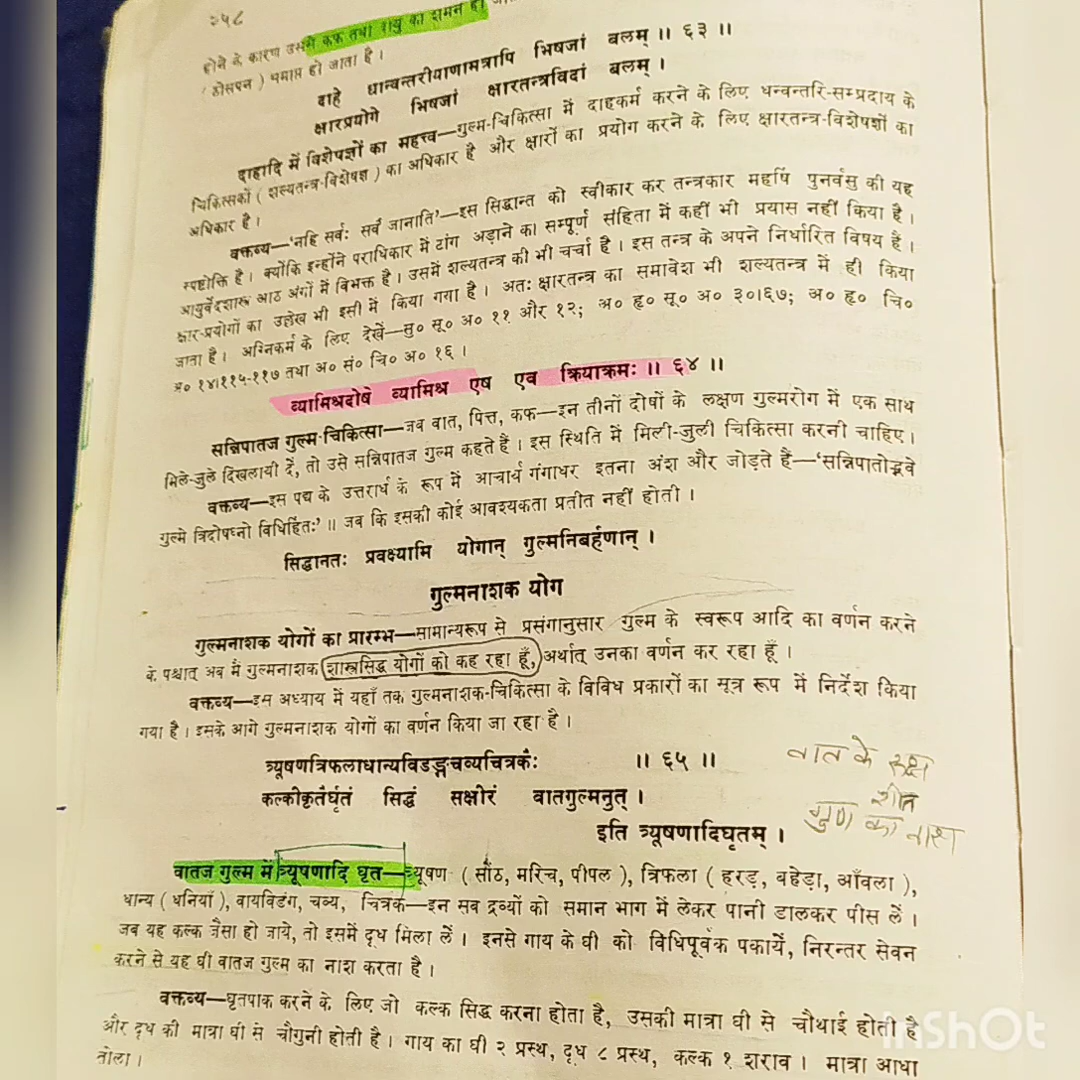 २५८
होने के कारण उसमें कफ तथा वायु का शमन हो
ठोसपन ) समाप्त हो जाता है ।
दाहे धान्वन्तरीयाणामत्रापि भिषजां बलम् ॥ ६३ ॥
क्षारप्रयोगे भिषजां क्षारतन्त्रविदां बलम् ।
दाहादि में विशेषज्ञों का महत्त्व—गुल्म-चिकित्सा में दाहकर्म करने के लिए धन्वन्तरि-सम्प्रदाय के
चिकित्सकों ( शल्यतन्त्र-विशेषज्ञ ) का अधिकार है और क्षारों का प्रयोग करने के लिए क्षारतन्त्र-विशेषज्ञों का
अधिकार है ।
वक्तव्य—'नहि सर्वः सर्वं जानाति'—इस सिद्धान्त को स्वीकार कर तन्त्रकार महर्षि पुनर्वसु की यह
स्पष्टोक्ति है । क्योंकि इन्होंने पराधिकार में टांग अड़ाने का सम्पूर्ण संहिता में कहीं भी प्रयास नहीं किया है ।
आयुर्वेदशास्त्र आठ अंगों में विभक्त है । उसमें शल्यतन्त्र की भी चर्चा है । इस तन्त्र के अपने निर्धारित विषय है ।
क्षार-प्रयोगों का उल्लेख भी इसी में किया गया है । अतः क्षारतन्त्र का समावेश भी शल्यतन्त्र में ही किया
जाता है । अग्निकर्म के लिए देखें—सु० सू० अ० ११ और १२; अ० हृ० सू० अ० ३०।६७; अ० हृ० चि०
अ० १४।११५-११७ तथा अ० सं० चि० अ० १६ ।
व्यामिश्रदोषे व्यामिश्र एष एव क्रियाक्रमः ॥ ६४ ॥
सन्निपातज गुल्म-चिकित्सा—जब वात, पित्त, कफ—इन तीनों दोषों के लक्षण गुल्मरोग में एक साथ
मिले-जुले दिखलायी दें, तो उसे सन्निपातज गुल्म कहते हैं । इस स्थिति में मिली-जुली चिकित्सा करनी चाहिए ।
वक्तव्य—इस पद्य के उत्तरार्ध के रूप में आचार्य गंगाधर इतना अंश और जोड़ते हैं—'सन्निपातोद्भवे
गुल्मे त्रिदोषघ्नो विधिर्हितः' ॥ जब कि इसकी कोई आवश्यकता प्रतीत नहीं होती ।
सिद्धानतः प्रवक्ष्यामि योगान् गुल्मनिबर्हणान् ।
गुल्मनाशक योग
गुल्मनाशक योगों का प्रारम्भ—सामान्यरूप से प्रसंगानुसार गुल्म के स्वरूप आदि का वर्णन करने
के पश्चात् अब मैं गुल्मनाशक शास्त्रसिद्ध योगों को कह रहा हूँ, अर्थात् उनका वर्णन कर रहा हूँ ।
वक्तव्य—इस अध्याय में यहाँ तक गुल्मनाशक-चिकित्सा के विविध प्रकारों का सूत्र रूप में निर्देश किया
गया है । इसके आगे गुल्मनाशक योगों का वर्णन किया जा रहा है ।
त्र्यूषणत्रिफलाधान्यविडङ्गचव्यचित्रकैः ॥ ६५ ॥
कल्कीकृतैर्घृतं सिद्धं सक्षीरं वातगुल्मनुत् ।
इति त्र्यूषणादिघृतम् ।
वात के रूक्ष
शीत
गुण का नाश
वातज गुल्म में त्र्यूषणादि घृत—त्र्यूषण ( सोंठ, मरिच, पीपल ), त्रिफला ( हरड़, बहेड़ा, आँवला ),
धान्य ( धनियाँ ), वायविडंग, चव्य, चित्रक—इन सब द्रव्यों को समान भाग में लेकर पानी डालकर पीस लें ।
जब यह कल्क जैसा हो जाये, तो इसमें दूध मिला लें । इनसे गाय के घी को विधिपूर्वक पकायें, निरन्तर सेवन
करने से यह घी वातज गुल्म का नाश करता है ।
वक्तव्य—घृतपाक करने के लिए जो कल्क सिद्ध करना होता है, उसकी मात्रा घी से चौथाई होती है
और दूध की मात्रा घी से चौगुनी होती है । गाय का घी २ प्रस्थ, दूध ८ प्रस्थ, कल्क १ शराव । मात्रा आधा
तोला ।
InShOt